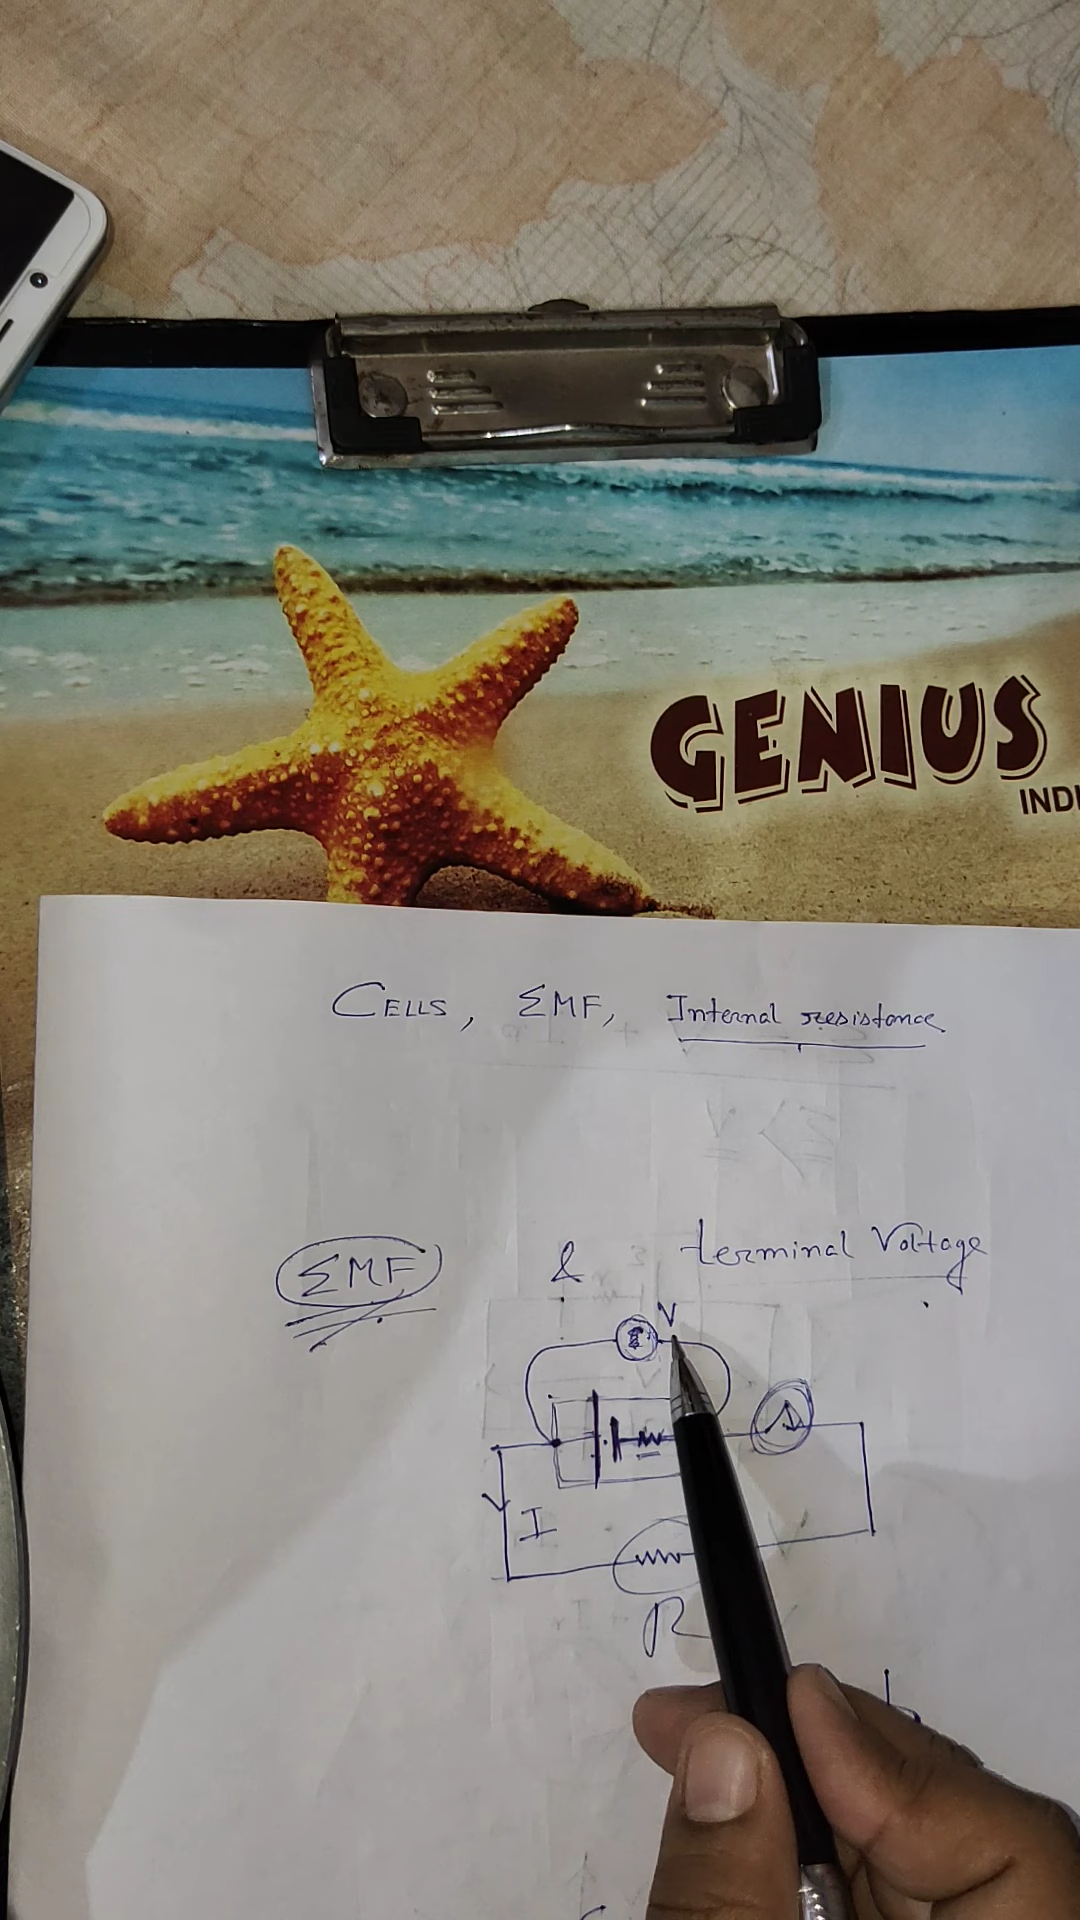 GENIUS
INDI
CELLS, EMF, Internal resistance
EMF & terminal Voltage
V
A
I
R